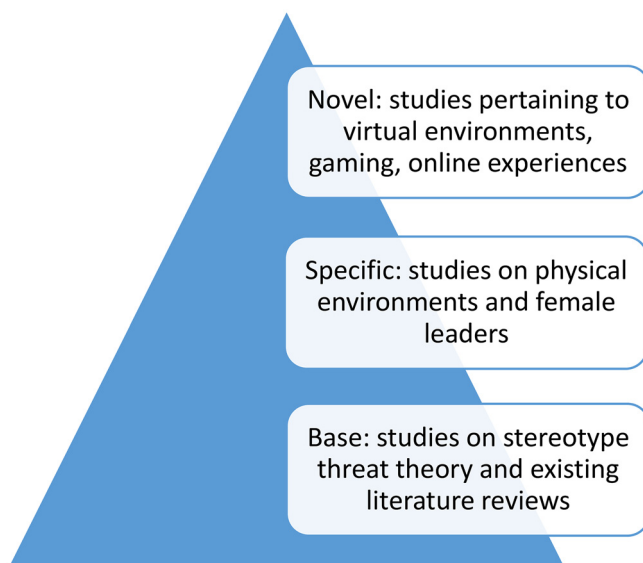 Novel: studies pertaining to
virtual environments,
gaming, online experiences
Specific: studies on physical
environments and female
leaders
Base: studies on stereotype
threat theory and existing
literature reviews